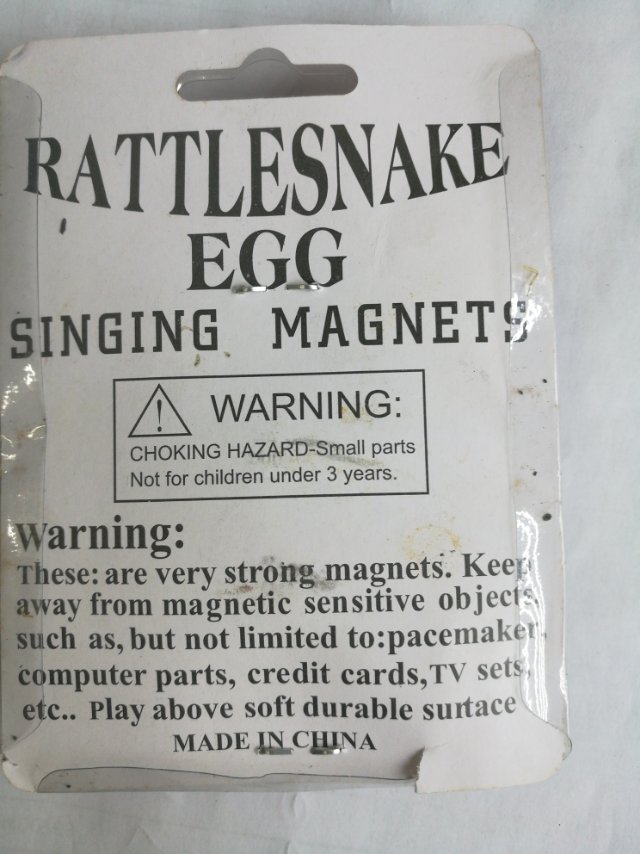 RATTLESNAKE
EGG
SINGING MAGNETS
WARNING:
CHOKING HAZARD-Small parts
Not for children under 3 years.
Warning:
These: are very strong magnets. Keep
away from magnetic sensitive objects.
such as, but not limited to:pacemaker,
computer parts, credit cards,TV sets,
etc.. Play above soft durable surtace
MADE IN CHINA